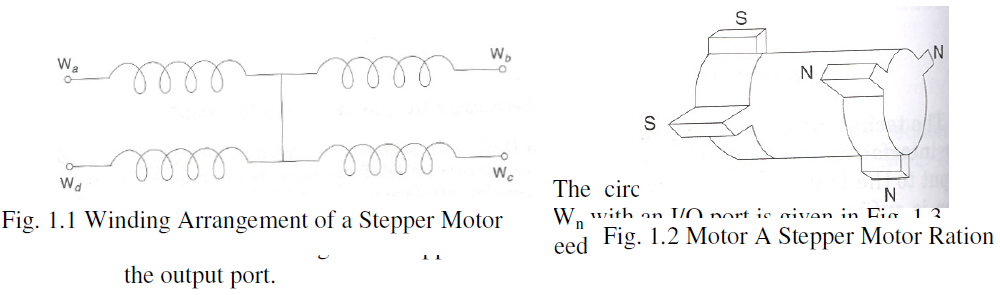 Wa
Wb
Wd
Wc
Fig. 1.1 Winding Arrangement of a Stepper Motor
the output port.
S
N
N
S
N
The circ
Wn with an I/O port is given in Fig. 1.3
eed
Fig. 1.2 Motor A Stepper Motor Ration